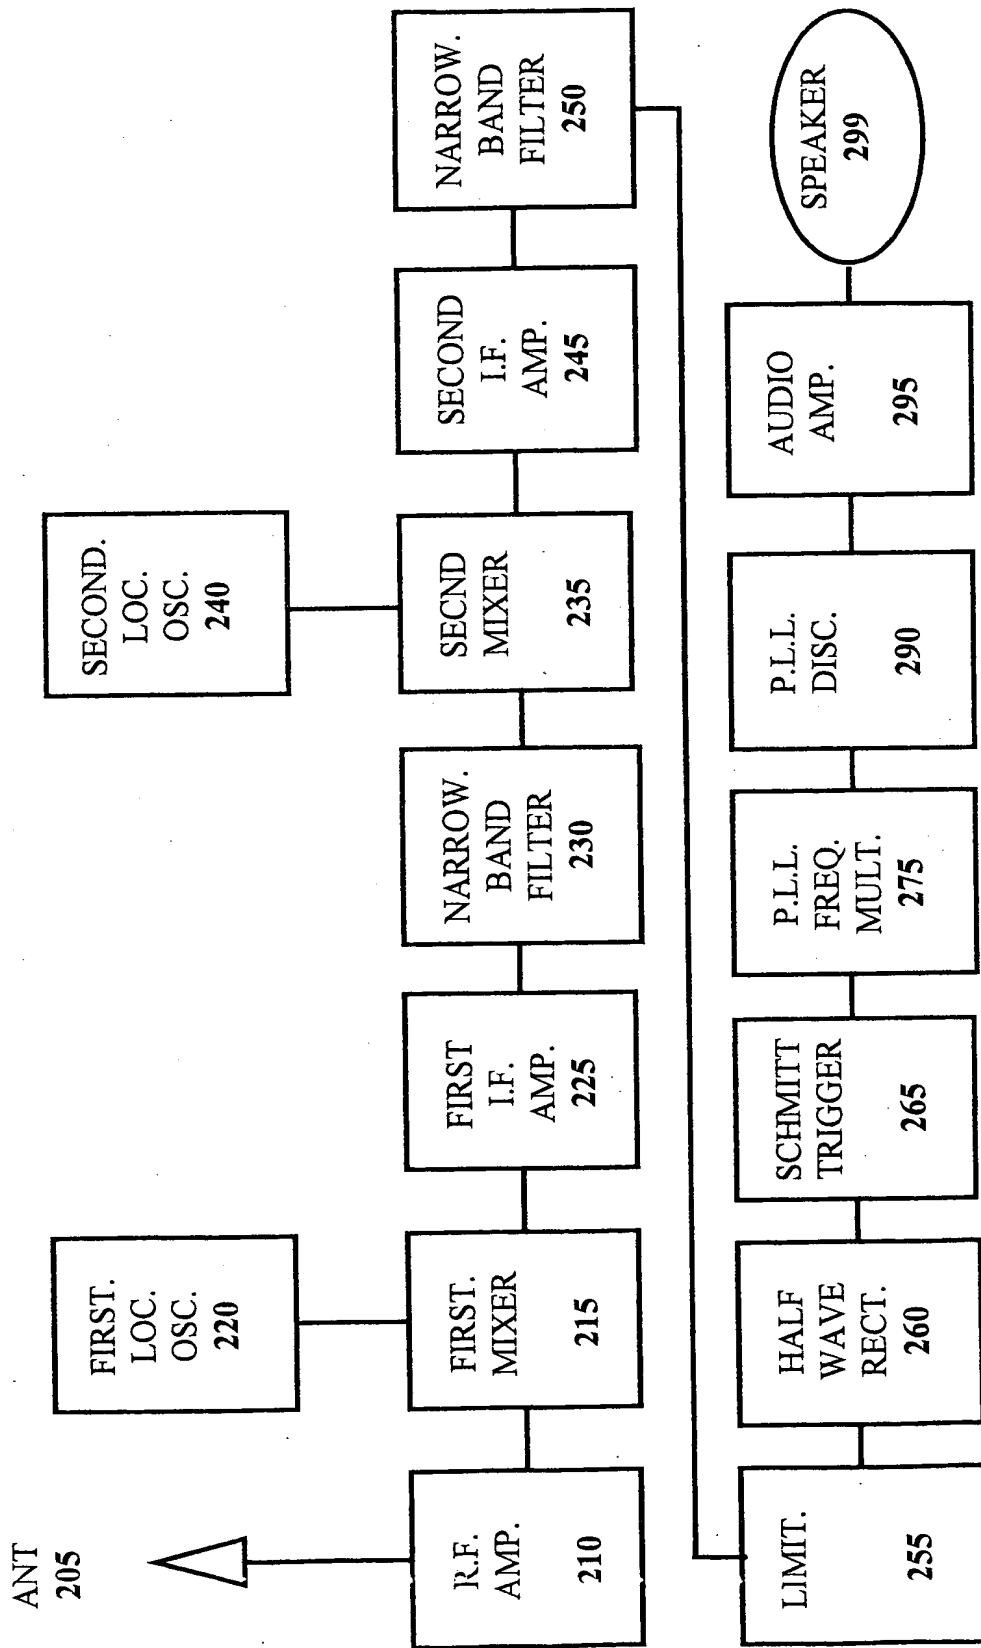 ANT
205
R.F.
AMP.
210
FIRST.
LOC.
OSC.
220
FIRST.
MIXER
215
FIRST
I.F.
AMP.
225
NARROW.
BAND
FILTER
230
SECOND.
LOC.
OSC.
240
SECND
MIXER
235
SECOND
I.F.
AMP.
245
NARROW.
BAND
FILTER
250
LIMIT.
255
HALF
WAVE
RECT.
260
SCHMITT
TRIGGER
265
P.L.L.
FREQ.
MULT.
275
P.L.L.
DISC.
290
AUDIO
AMP.
295
SPEAKER
299